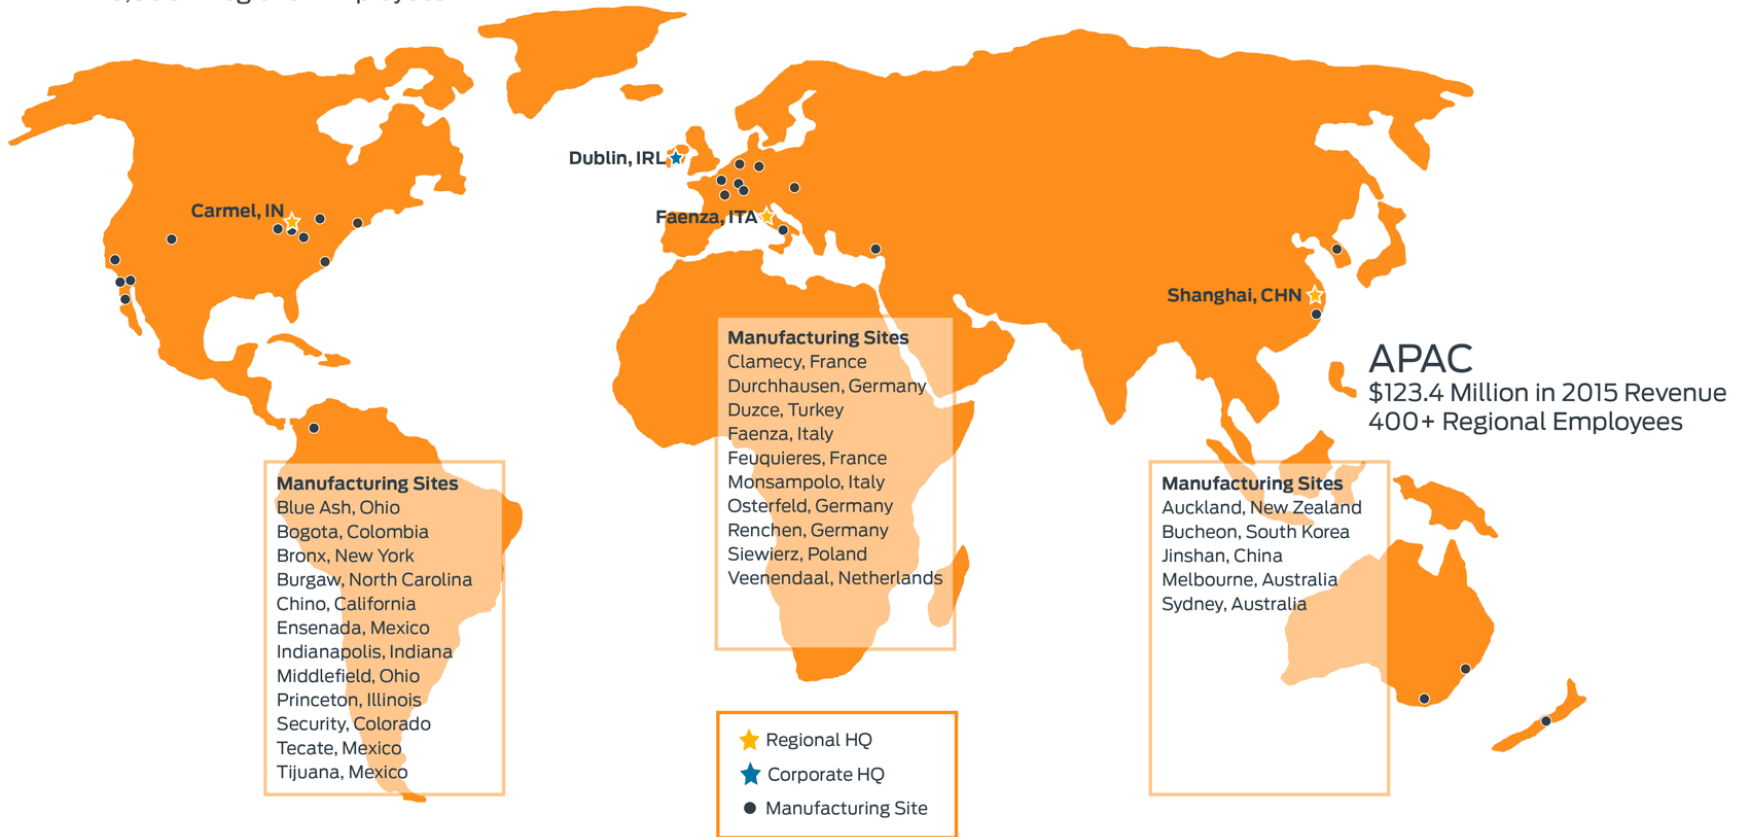 Dublin, IRL
Carmel, IN
Faenza, ITA
Shanghai, CHN
APAC
$123.4 Million in 2015 Revenue
400+ Regional Employees
Manufacturing Sites
Blue Ash, Ohio
Bogota, Colombia
Bronx, New York
Burgaw, North Carolina
Chino, California
Ensenada, Mexico
Indianapolis, Indiana
Middlefield, Ohio
Princeton, Illinois
Security, Colorado
Tecate, Mexico
Tijuana, Mexico
Manufacturing Sites
Clamecy, France
Durchhausen, Germany
Duzce, Turkey
Faenza, Italy
Feuquieres, France
Monsampolo, Italy
Osterfeld, Germany
Renchen, Germany
Siewierz, Poland
Veenendaal, Netherlands
Manufacturing Sites
Auckland, New Zealand
Bucheon, South Korea
Jinshan, China
Melbourne, Australia
Sydney, Australia
Regional HQ
Corporate HQ
Manufacturing Site